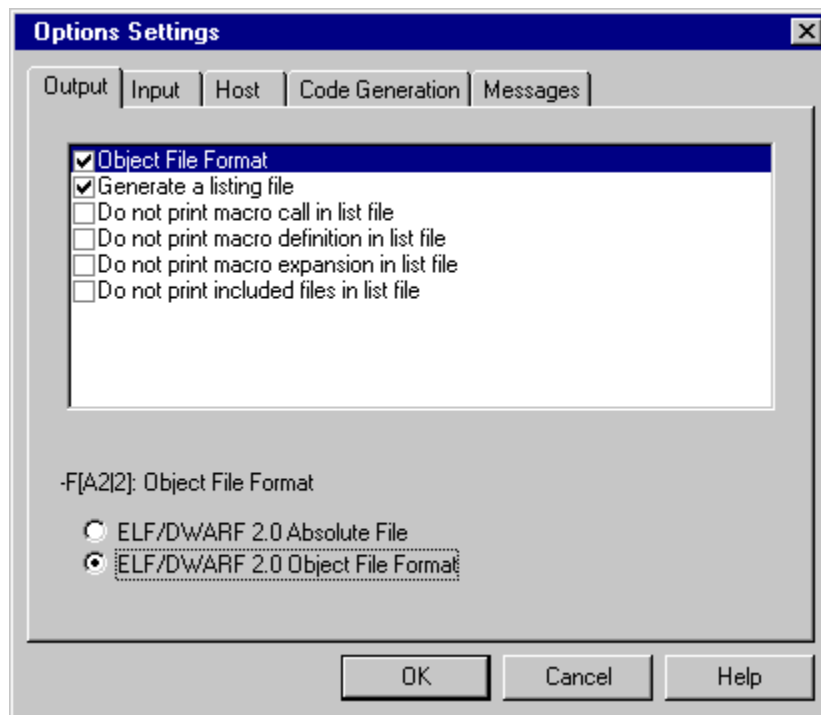 Options Settings
Output Input Host Code Generation Messages
Object File Format
Generate a listing file
Do not print macro call in list file
Do not print macro definition in list file
Do not print macro expansion in list file
Do not print included files in list file
-F[A2|2]: Object File Format
ELF/DWARF 2.0 Absolute File
ELF/DWARF 2.0 Object File Format
OK Cancel Help